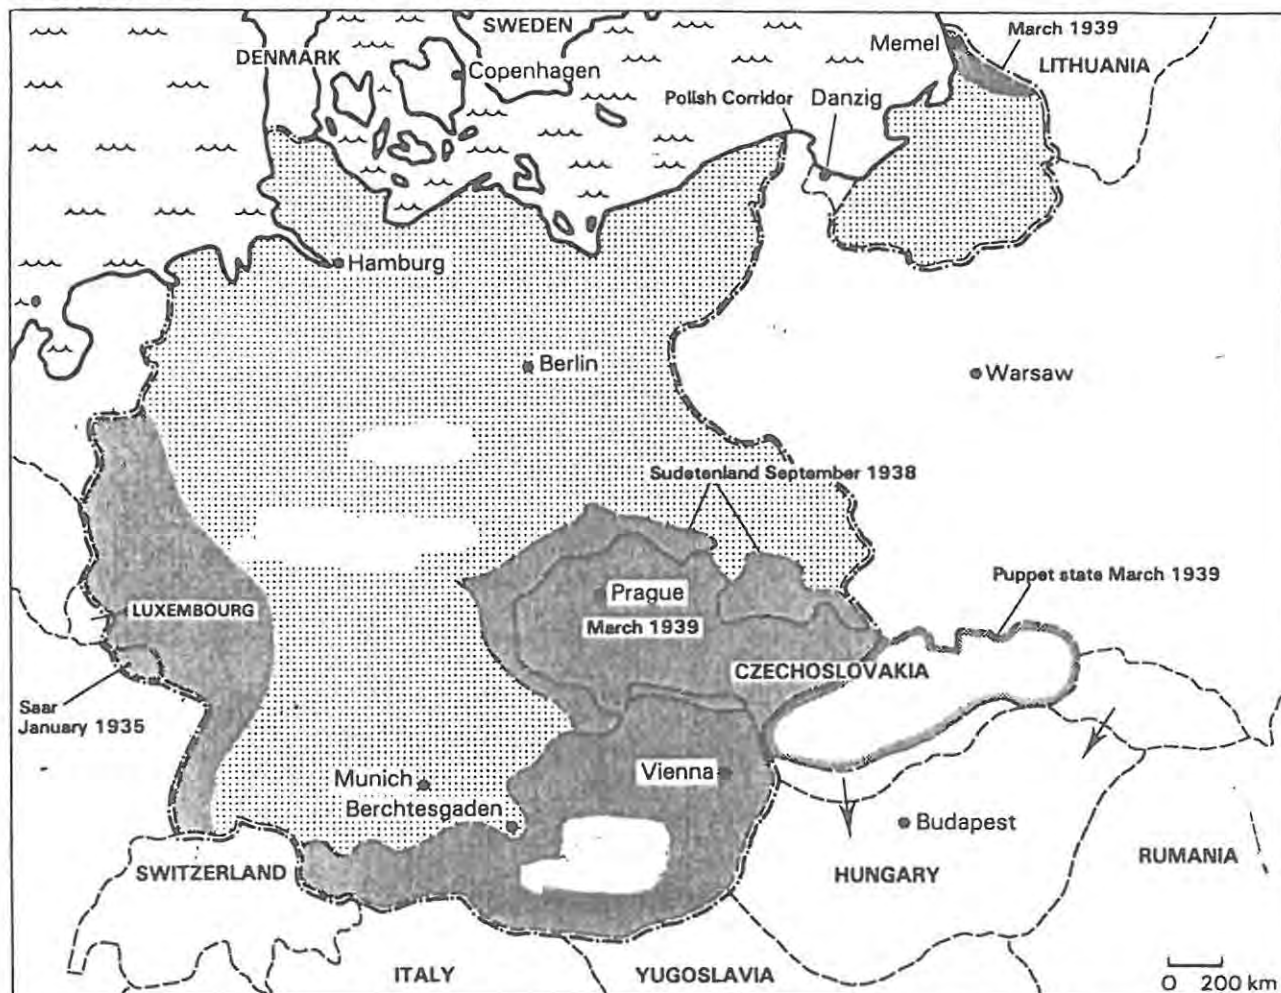 SWEDEN
DENMARK
Copenhagen
Memel
March 1939
LITHUANIA
Polish Corridor
Danzig
Hamburg
Berlin
Warsaw
Sudetenland September 1938
Prague
March 1939
Puppet state March 1939
LUXEMBOURG
CZECHOSLOVAKIA
Saar
January 1935
Munich
Vienna
Berchtesgaden
Budapest
SWITZERLAND
HUNGARY
RUMANIA
ITALY
YUGOSLAVIA
0 200 km